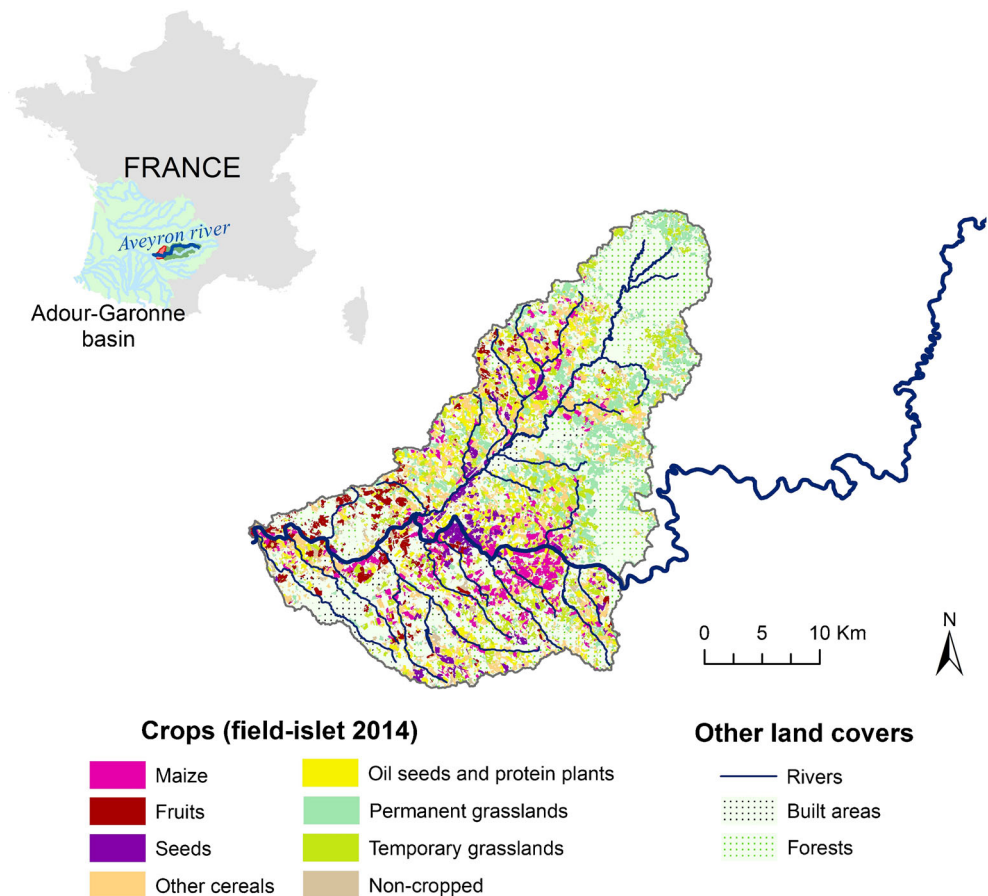 FRANCE
Aveyron river
Adour-Garonne
basin
N
0 5 10 Km
Crops (field-islet 2014)
Maize
Fruits
Seeds
Other cereals
Oil seeds and protein plants
Permanent grasslands
Temporary grasslands
Non-cropped
Other land covers
Rivers
Built areas
Forests